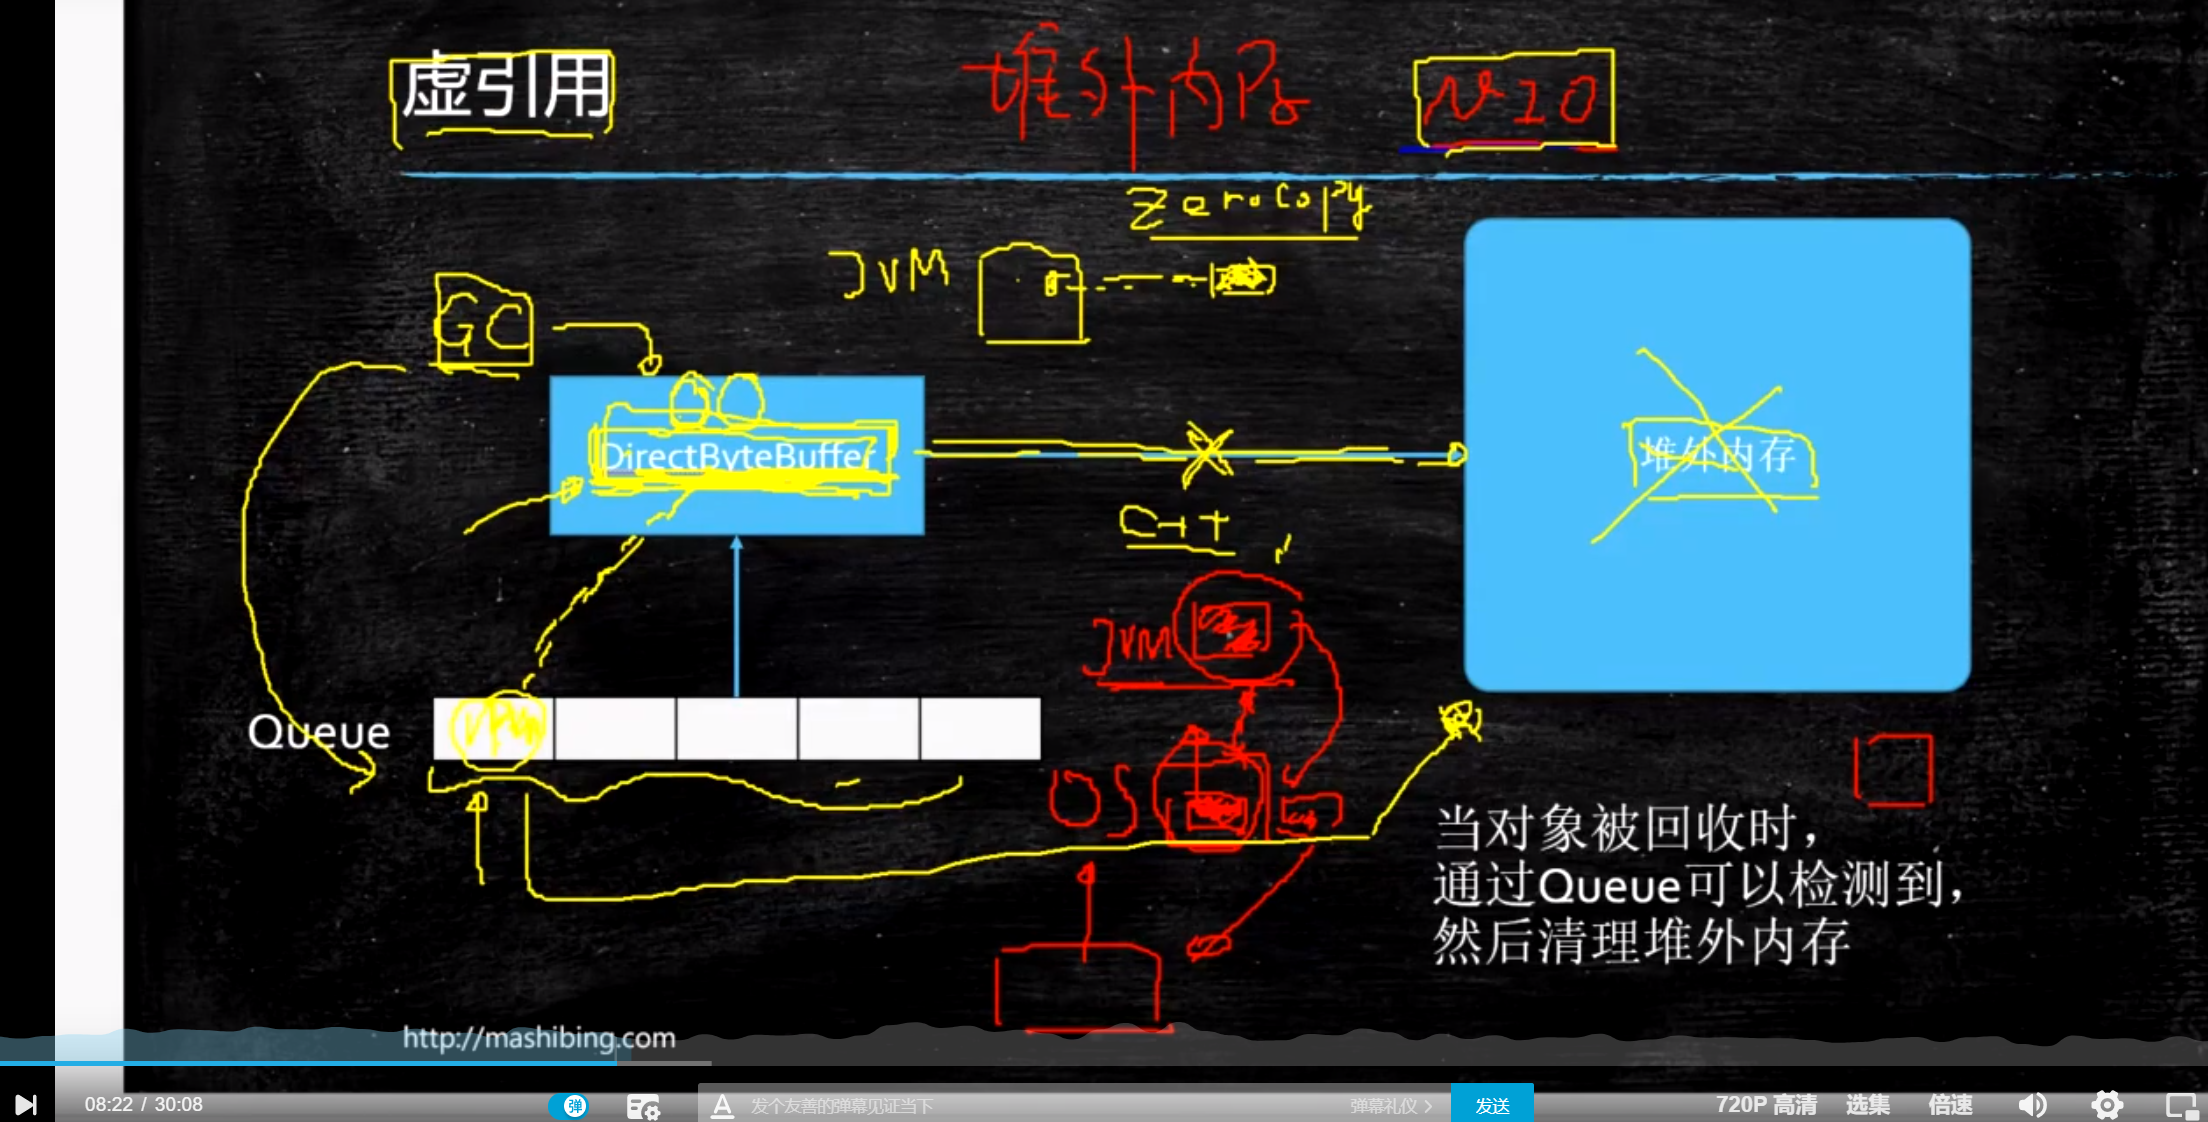 虚引用
堆外内存
NIO
Zerocopy
JVM
GC
DirectByteBuffer
堆外内存
C++
JVM
Queue
OS
当对象被回收时，
通过Queue可以检测到，
然后清理堆外内存
http://mashibing.com
08:22 / 30:08
弹
发个友善的弹幕见证当下
弹幕礼仪 >
发送
720P 高清
选集
倍速